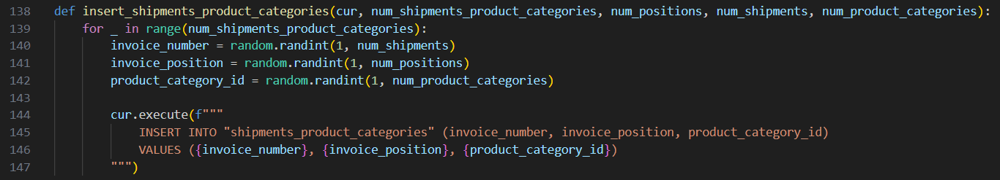 138 def insert_shipments_product_categories(cur, num_shipments_product_categories, num_positions, num_shipments, num_product_categories):
139     for _ in range(num_shipments_product_categories):
140         invoice_number = random.randint(1, num_shipments)
141         invoice_position = random.randint(1, num_positions)
142         product_category_id = random.randint(1, num_product_categories)
143
144         cur.execute(f"""
145             INSERT INTO "shipments_product_categories" (invoice_number, invoice_position, product_category_id)
146             VALUES ({invoice_number}, {invoice_position}, {product_category_id})
147         """)